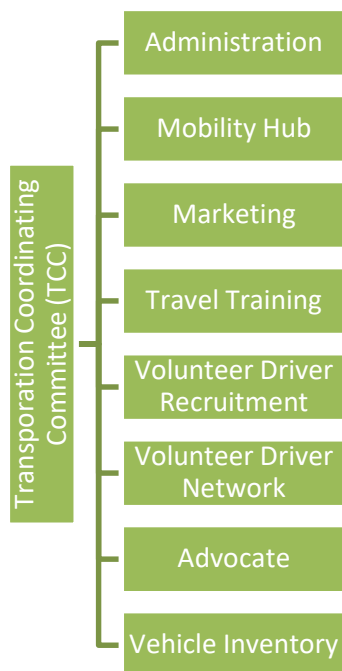 Transporation Coordinating
Committee (TCC)
Administration
Mobility Hub
Marketing
Travel Training
Volunteer Driver
Recruitment
Volunteer Driver
Network
Advocate
Vehicle Inventory